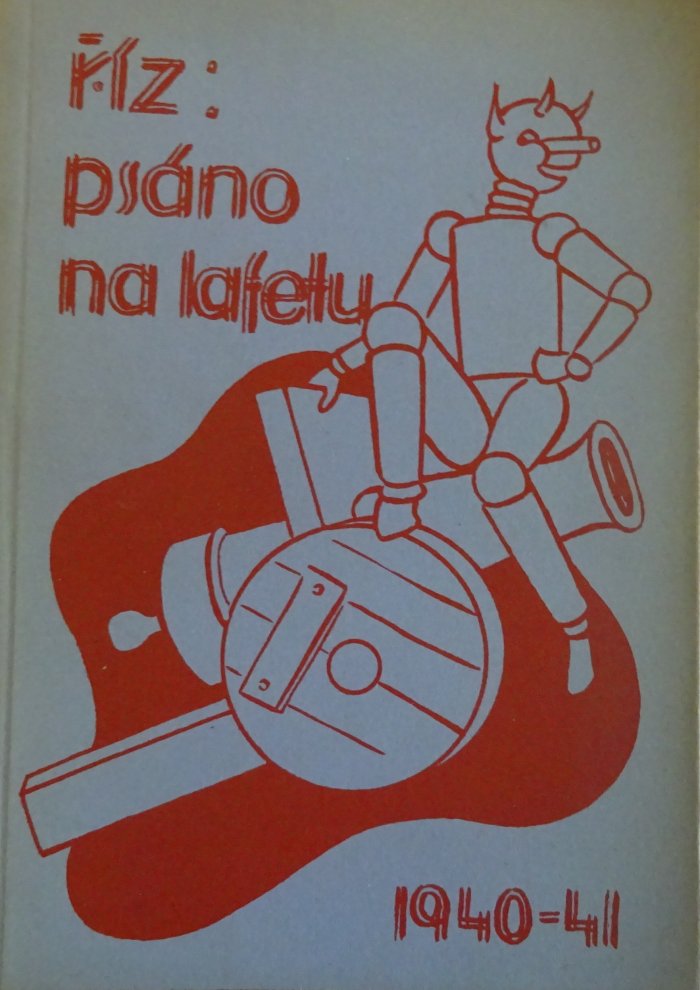 říz:
psáno
na lafetu
1940-41